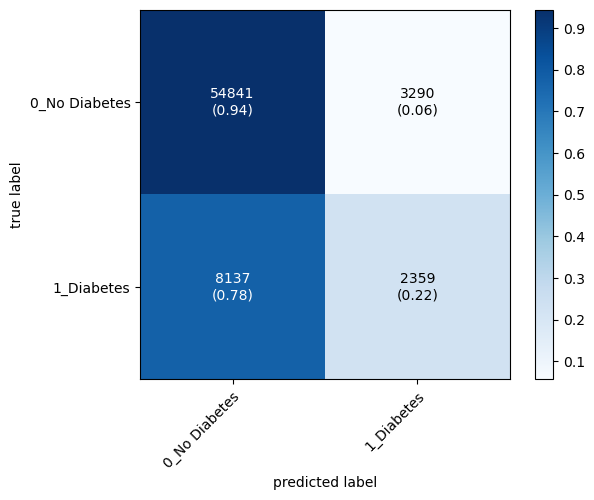 54841
(0.94)
3290
(0.06)
8137
(0.78)
2359
(0.22)
0_No Diabetes
1_Diabetes
true label
0_No Diabetes
1_Diabetes
predicted label
0.9
0.8
0.7
0.6
0.5
0.4
0.3
0.2
0.1